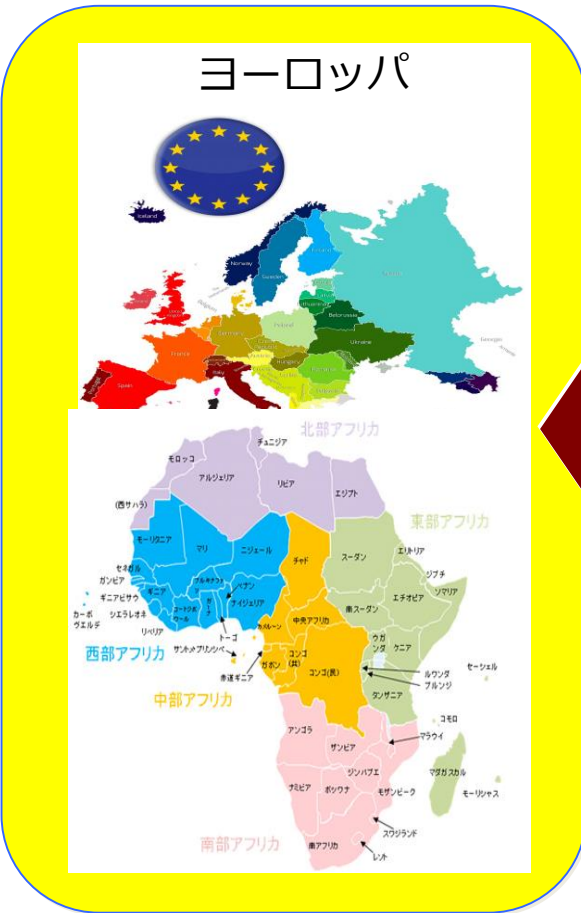 ヨーロッパ
Iceland
Norway
Sweden
Finland
Lithuania
Belorussia
Poland
Germany
Ukraine
France
Austria
Hungary
Romania
Italy
Spain
Portugal
Georgia
北部アフリカ
チュニジア
モロッコ
アルジェリア
リビア
エジプト
(西サハラ)
東部アフリカ
モーリタニア
マリ
ニジェール
チャド
スーダン
エリトリア
ジブチ
セネガル
ガンビア
ギニアビサウ
ギニア
ブルキナファソ
ベナン
ナイジェリア
ソマリア
エチオピア
南スーダン
シエラレオネ
コートジボワール
ガーナ
カーボ
ヴェルデ
リベリア
トーゴ
カメルーン
中央アフリカ
ウガ
ンダ
ケニア
西部アフリカ
サントメプリンシペ
ガボン
コンゴ
(共)
コンゴ(民)
ルワンダ
ブルンジ
セーシェル
赤道ギニア
中部アフリカ
タンザニア
コモロ
アンゴラ
ザンビア
マラウイ
ジンバブエ
マダガスカル
ナミビア
ボツワナ
モザンビーク
モーリシャス
スワジランド
南部アフリカ
南アフリカ
レソト